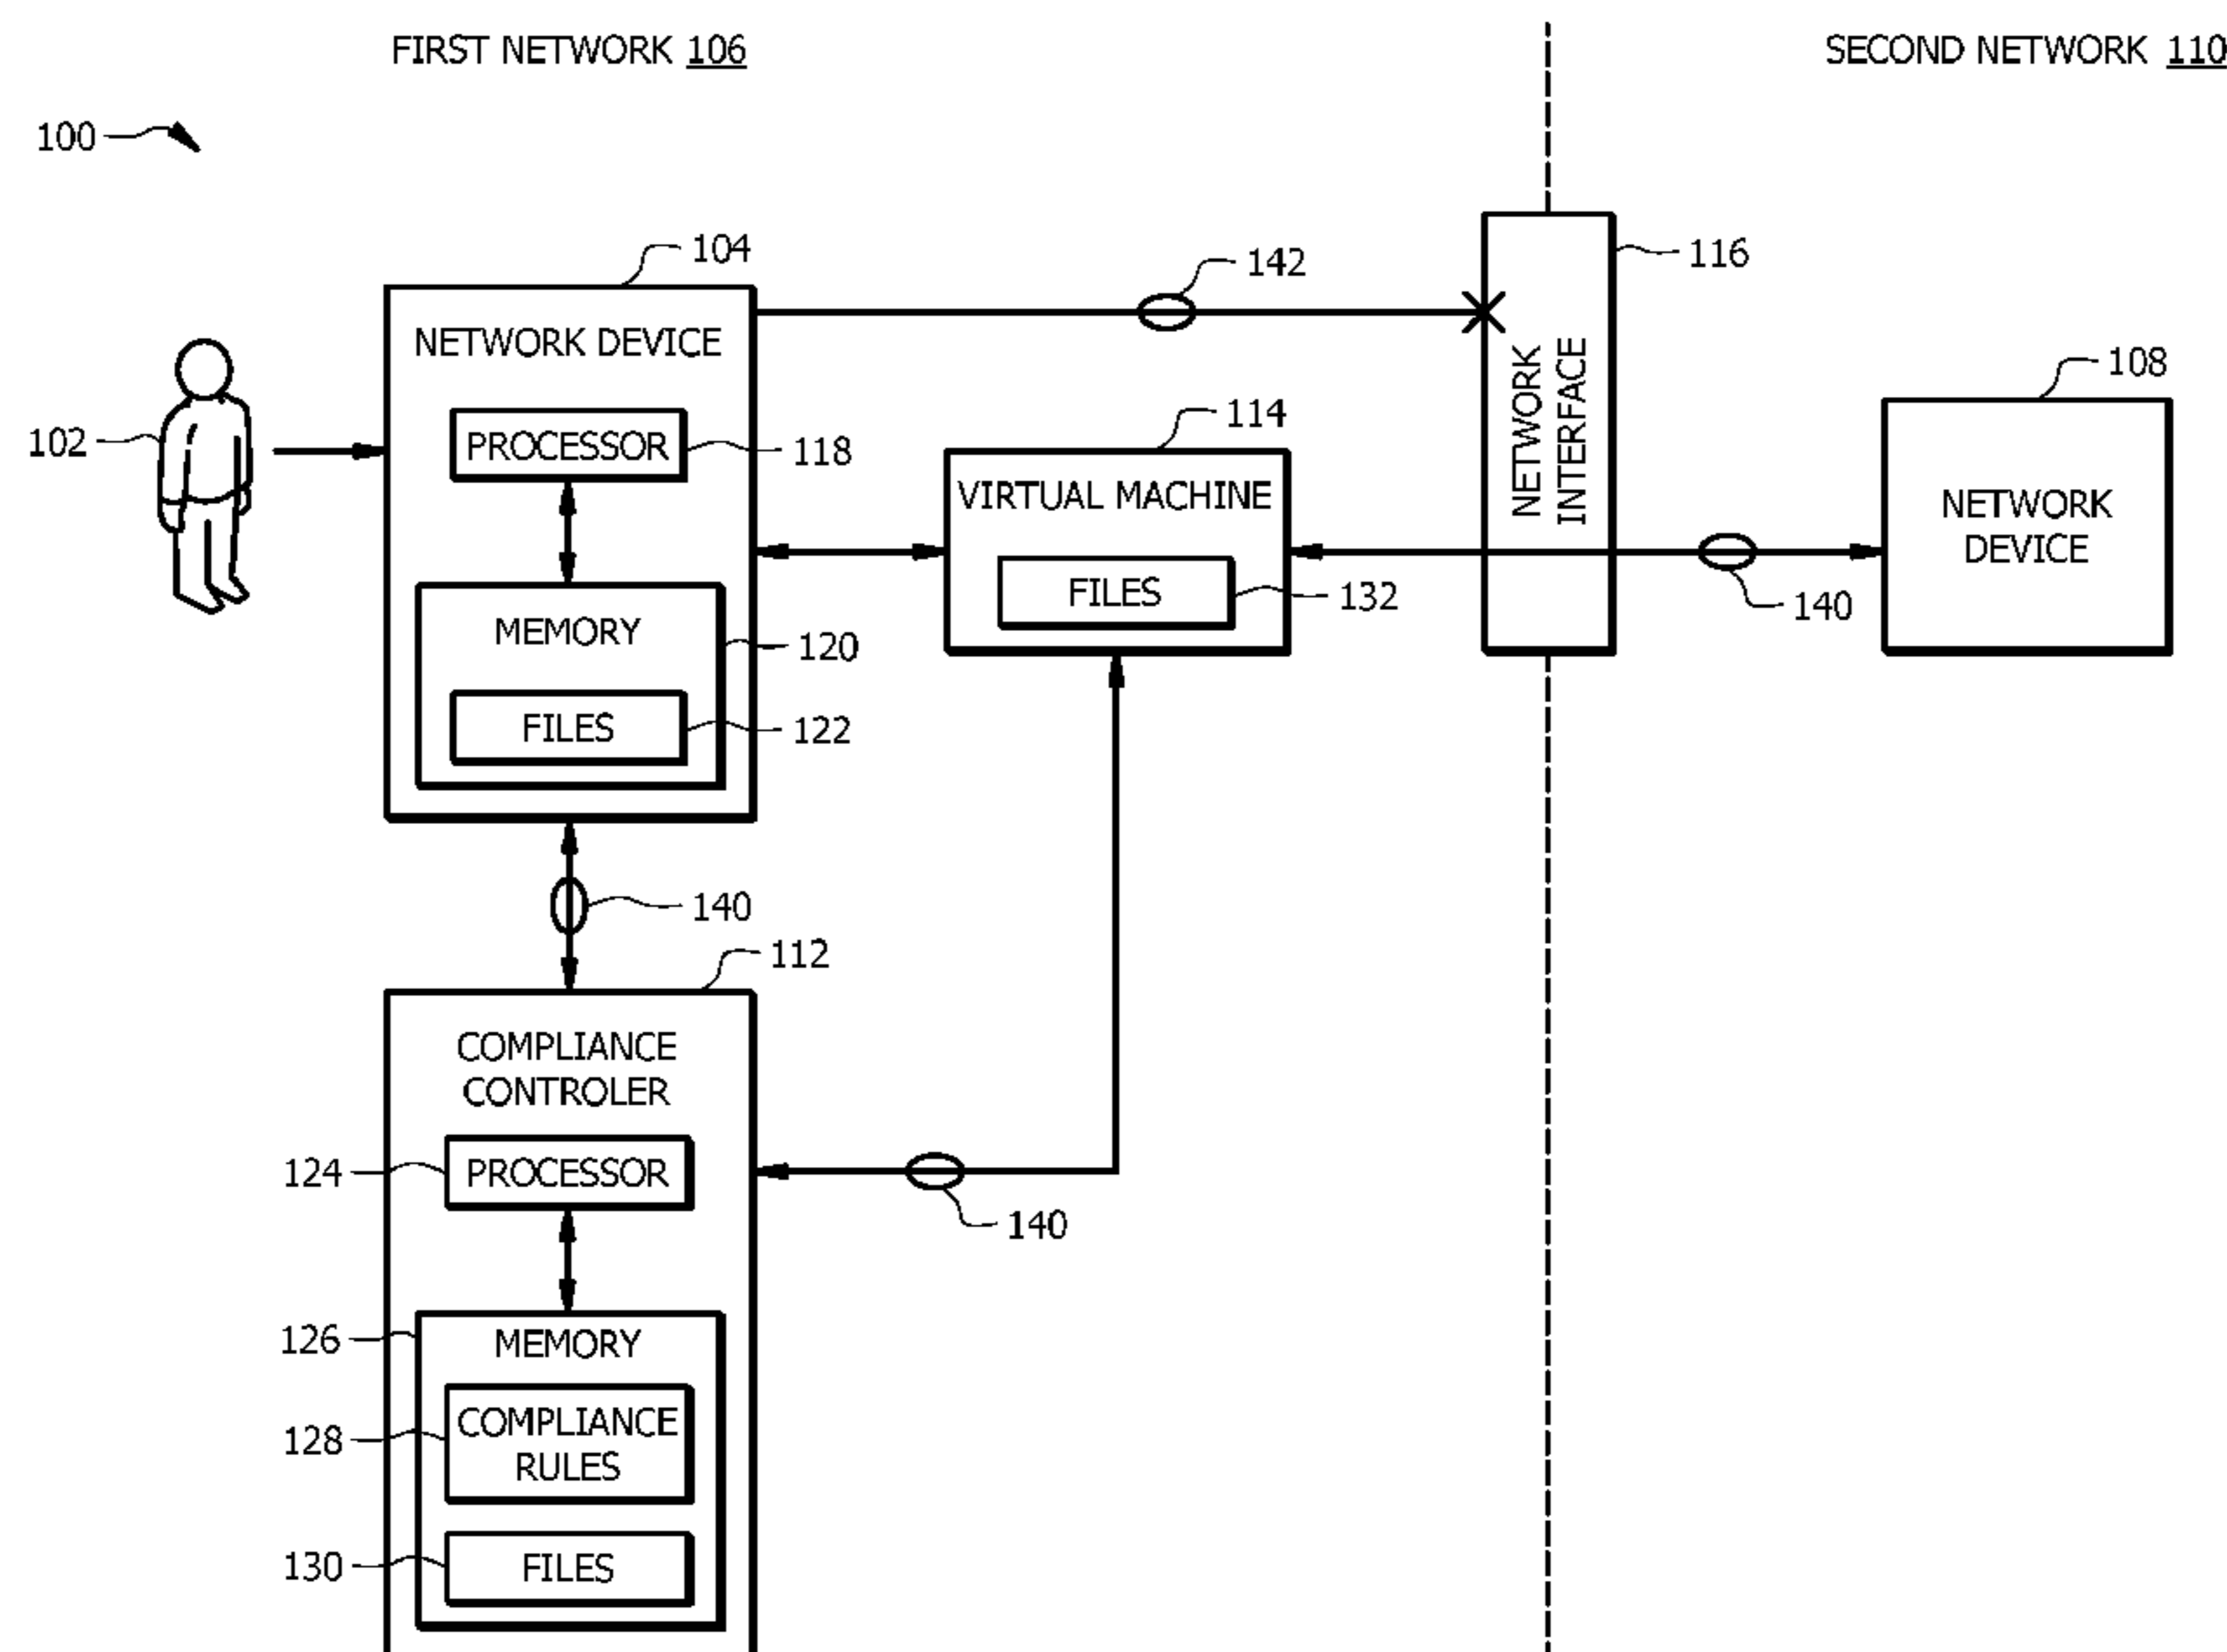 FIRST NETWORK 106
SECOND NETWORK 110
100
104
142
116
NETWORK DEVICE
NETWORK
INTERFACE
108
102
PROCESSOR
118
114
VIRTUAL MACHINE
NETWORK
DEVICE
FILES
132
140
MEMORY
120
FILES
122
140
112
COMPLIANCE
CONTROLER
124
PROCESSOR
140
126
MEMORY
128
COMPLIANCE
RULES
130
FILES